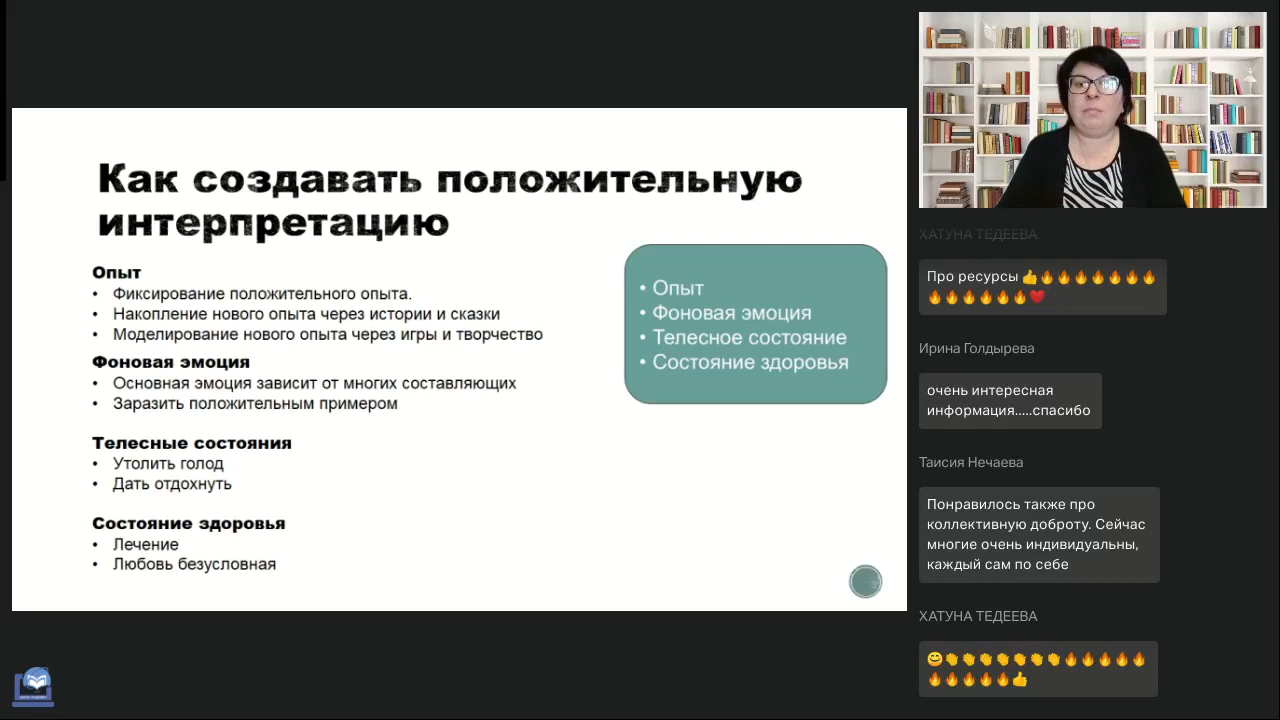 Как создавать положительную
интерпретацию
Опыт
• Фиксирование положительного опыта.
• Накопление нового опыта через истории и сказки
• Моделирование нового опыта через игры и творчество
Фоновая эмоция
• Основная эмоция зависит от многих составляющих
• Заразить положительным примером
Телесные состояния
• Утолить голод
• Дать отдохнуть
Состояние здоровья
• Лечение
• Любовь безусловная
• Опыт
• Фоновая эмоция
• Телесное состояние
• Состояние здоровья
ХАТУНА ТЕДЕЕВА
Про ресурсы 👍🔥🔥🔥🔥🔥🔥🔥
🔥🔥🔥🔥🔥🔥❤️
Ирина Голдырева
очень интересная
информация.....спасибо
Таисия Нечаева
Понравилось также про
коллективную доброту. Сейчас
многие очень индивидуальны,
каждый сам по себе
ХАТУНА ТЕДЕЕВА
😄👏👏👏👏👏👏👏🔥🔥🔥🔥🔥
🔥🔥🔥🔥🔥👍